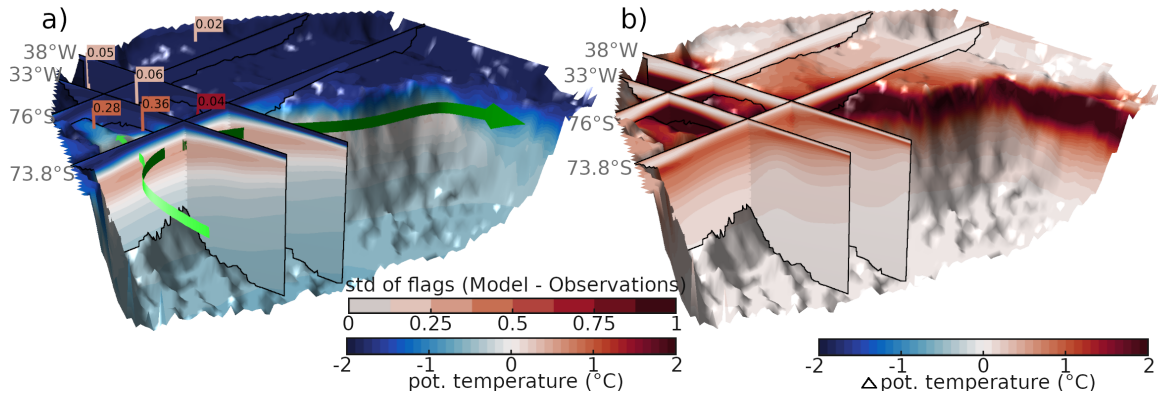 a)
0.02
38°W
0.05
33°W
0.06
0.28
0.36
0.04
76°S
73.8°S
std of flags (Model - Observations)
0 0.25 0.5 0.75 1
-2 -1 0 1 2
pot. temperature (°C)
b)
38°W
33°W
76°S
73.8°S
-2 -1 0 1 2
△ pot. temperature (°C)